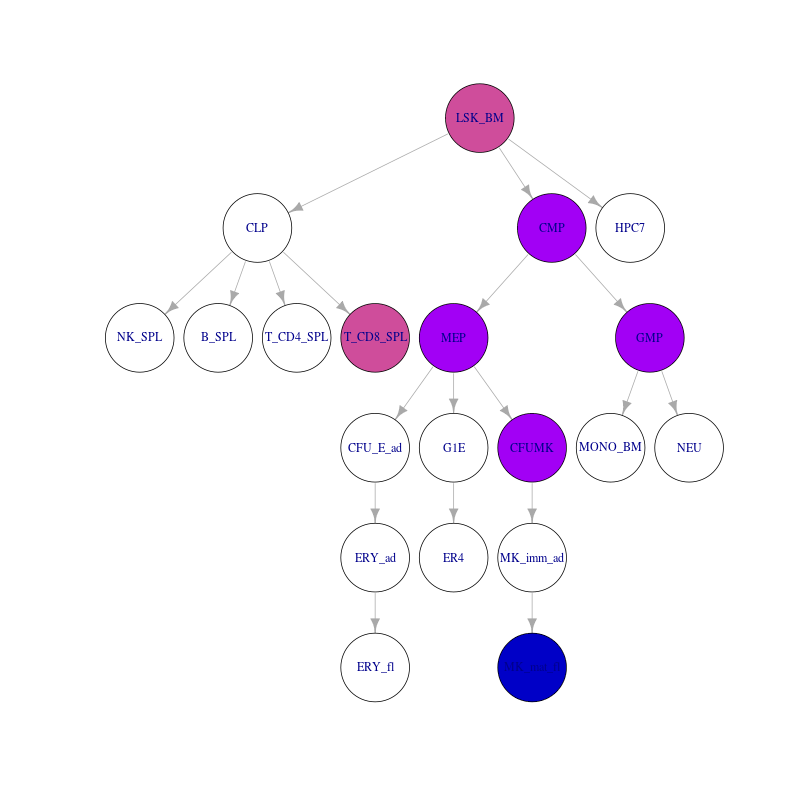 LSK_BM
CLP
CMP
HPC7
NK_SPL
B_SPL
T_CD4_SPL
T_CD8_SPL
MEP
GMP
CFU_E_ad
G1E
CFUMK
MONO_BM
NEU
ERY_ad
ER4
MK_imm_ad
ERY_fl